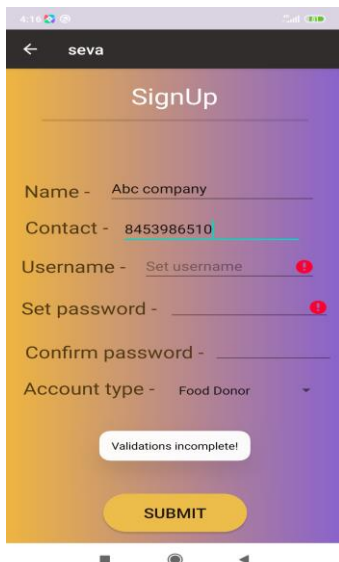 4:16
seva
SignUp
Name - Abc company
Contact - 8453986510
Username - Set username
Set password -
Confirm password -
Account type - Food Donor
Validations incomplete!
SUBMIT